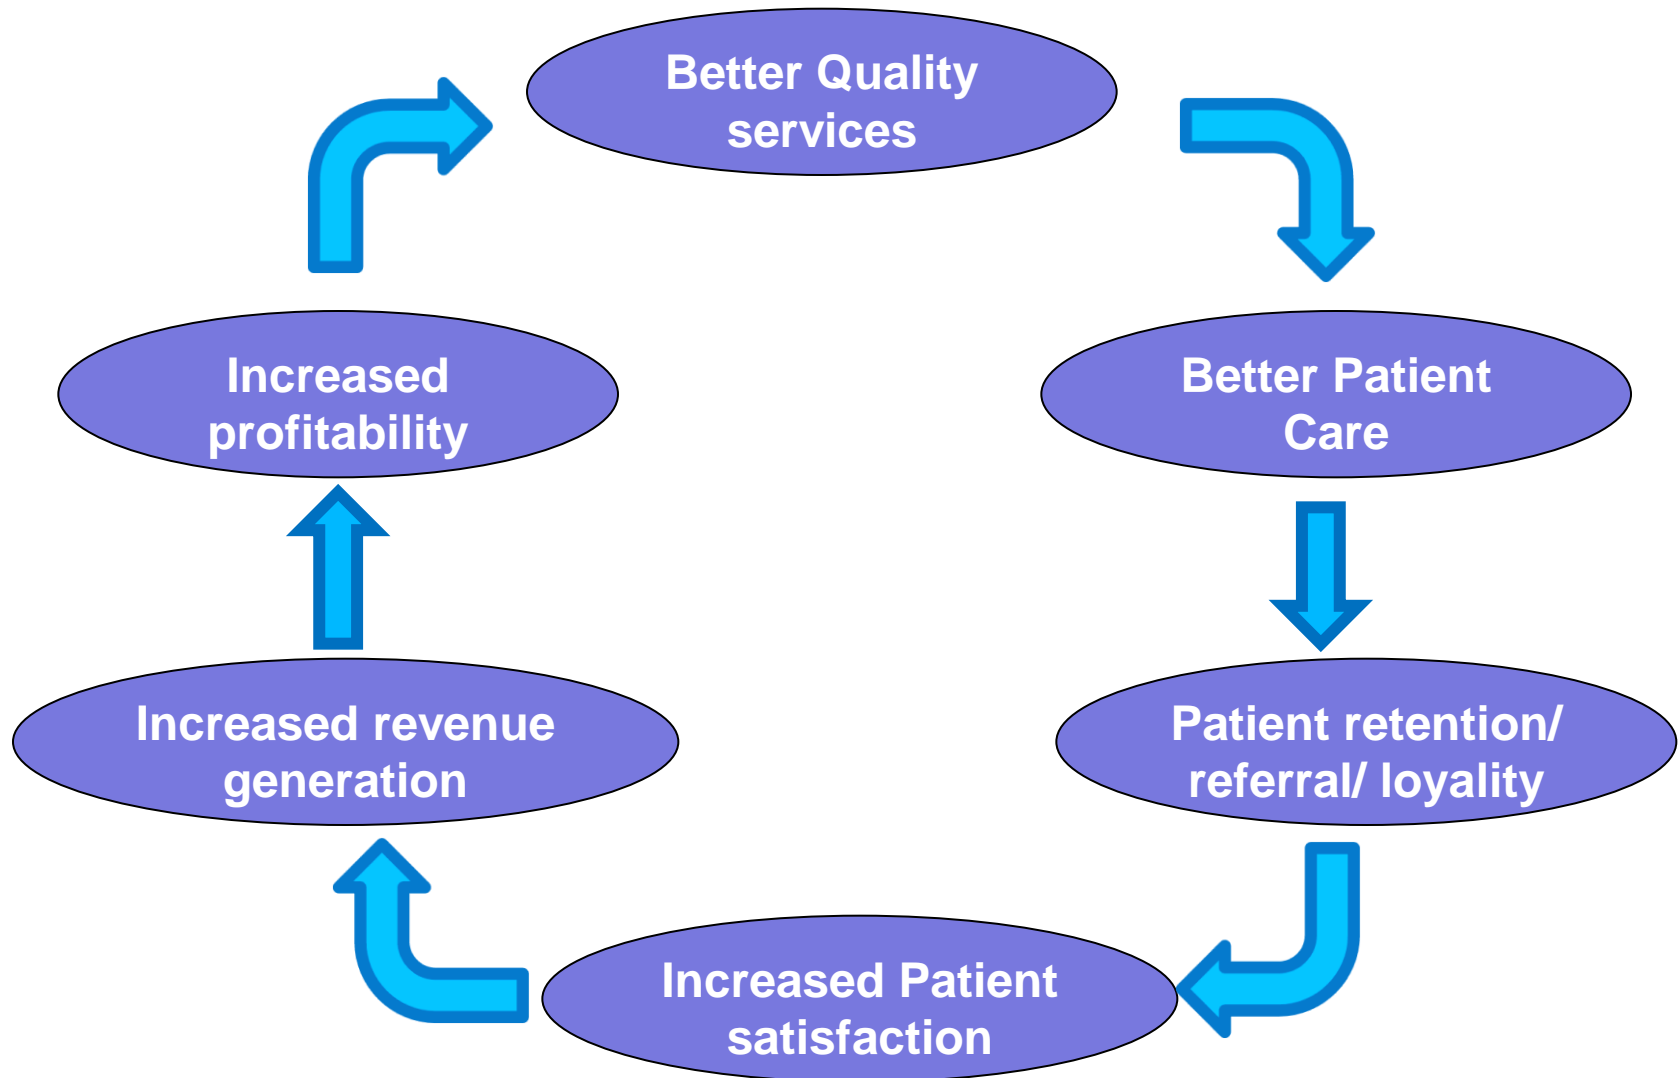 Better Quality
services
Better Patient
Care
Patient retention/
referral/ loyality
Increased Patient
satisfaction
Increased revenue
generation
Increased
profitability